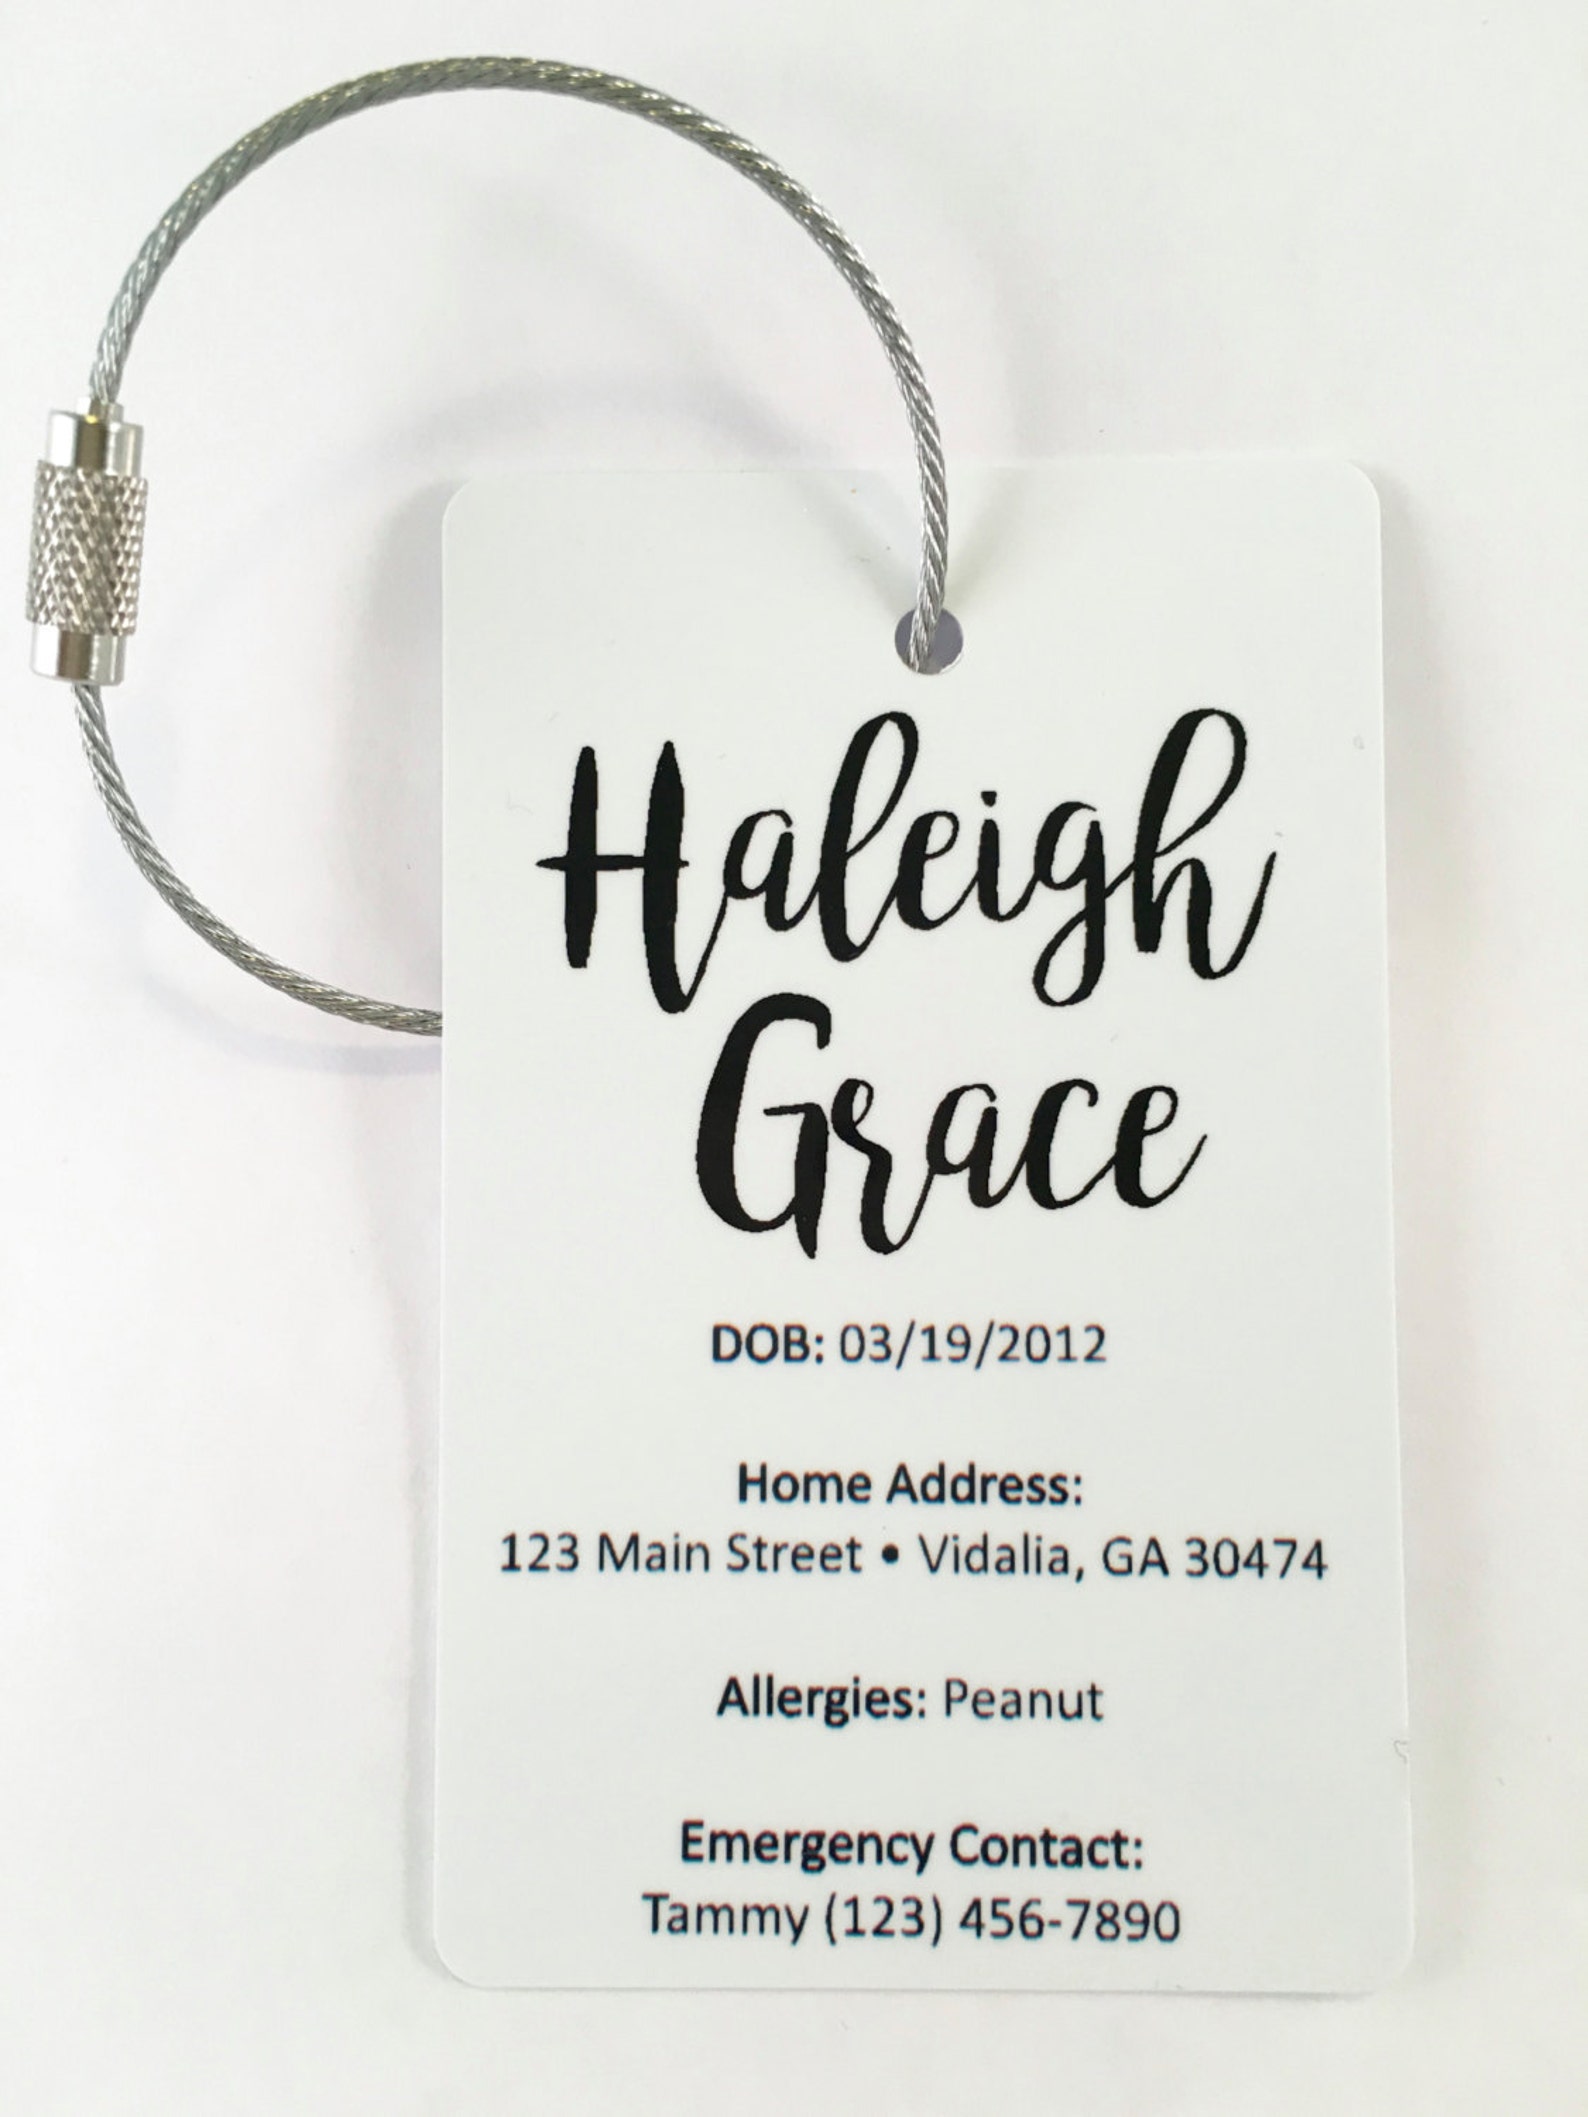 Haleigh
Grace
DOB: 03/19/2012
Home Address:
123 Main Street • Vidalia, GA 30474
Allergies: Peanut
Emergency Contact:
Tammy (123) 456-7890